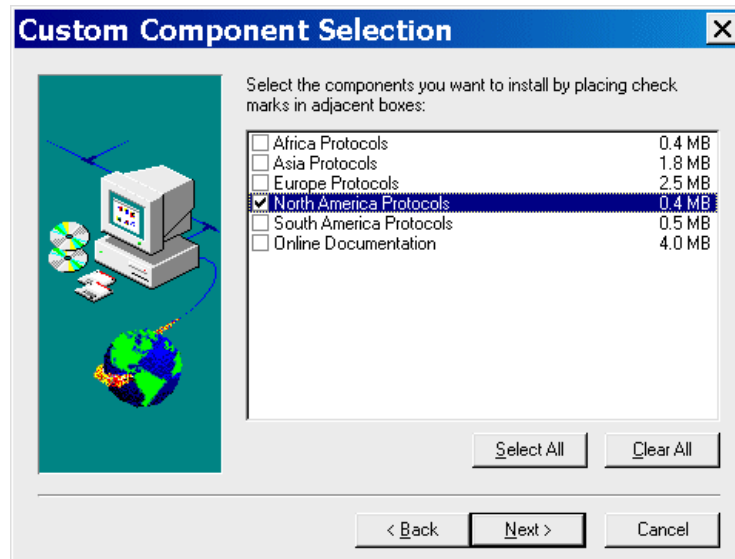 Custom Component Selection
Select the components you want to install by placing check
marks in adjacent boxes:
Africa Protocols 0.4 MB
Asia Protocols 1.8 MB
Europe Protocols 2.5 MB
North America Protocols 0.4 MB
South America Protocols 0.5 MB
Online Documentation 4.0 MB
Select All Clear All
< Back Next > Cancel